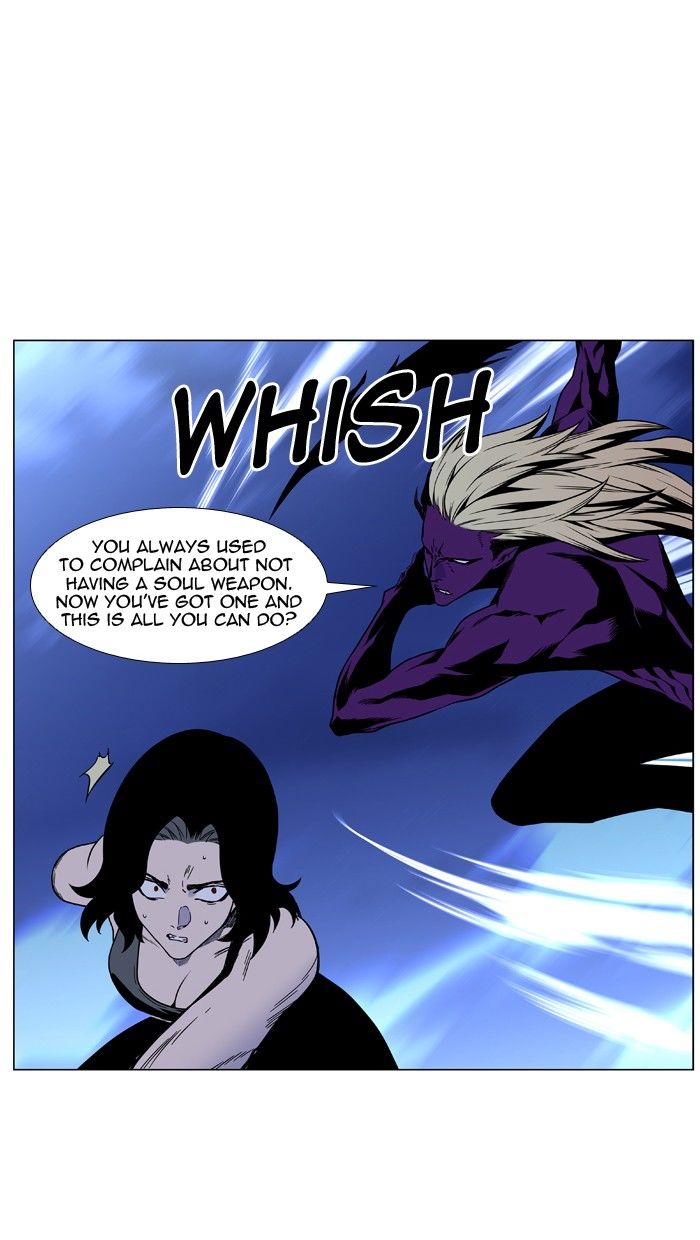 WHISH
YOU ALWAYS USED
TO COMPLAIN ABOUT NOT
HAVING A SOUL WEAPON.
NOW YOU'VE GOT ONE AND
THIS IS ALL YOU CAN DO?